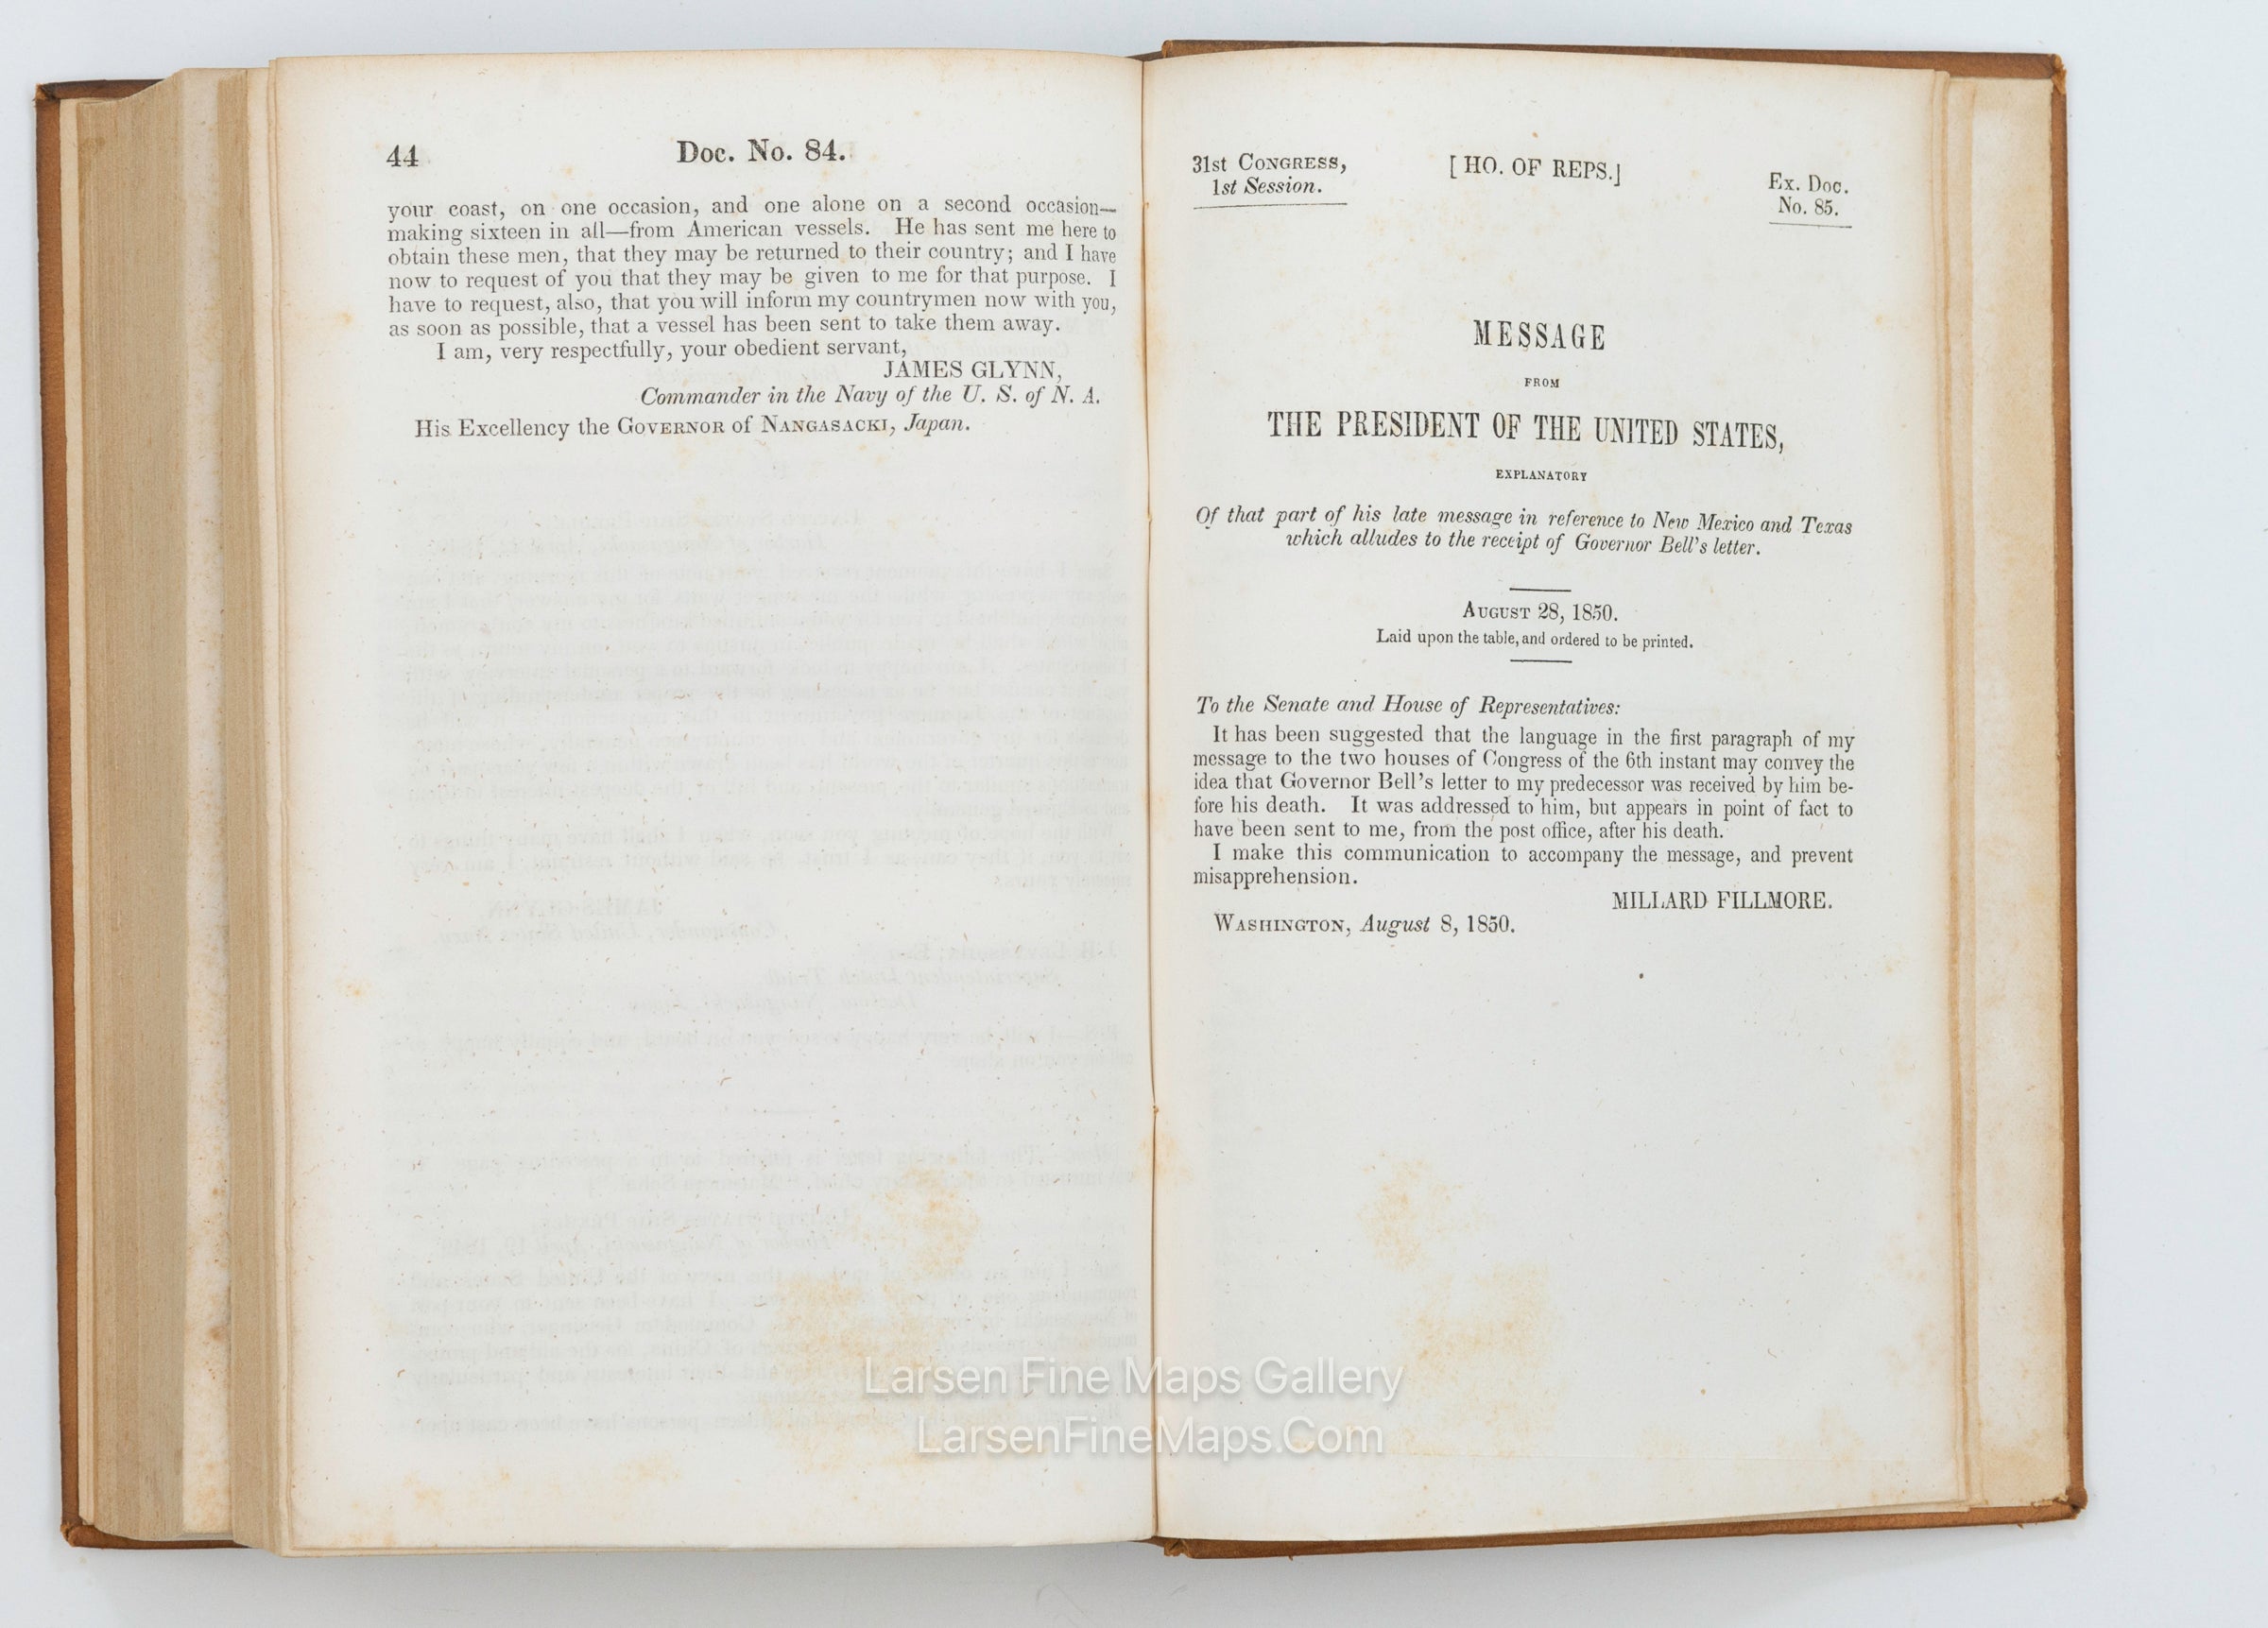 44
Doc. No. 84.
your coast, on one occasion, and one alone on a second occasion—
making sixteen in all—from American vessels. He has sent me here to
obtain these men, that they may be returned to their country; and I have
now to request of you that they may be given to me for that purpose. I
have to request, also, that you will inform my countrymen now with you,
as soon as possible, that a vessel has been sent to take them away.
I am, very respectfully, your obedient servant,
JAMES GLYNN,
Commander in the Navy of the U. S. of N. A.
His Excellency the GOVERNOR of NANGASACKI, Japan.
31st CONGRESS,
1st Session.
[HO. OF REPS.]
Ex. Doc.
No. 85.
MESSAGE
FROM
THE PRESIDENT OF THE UNITED STATES,
EXPLANATORY
Of that part of his late message in reference to New Mexico and Texas
which alludes to the receipt of Governor Bell's letter.
AUGUST 28, 1850.
Laid upon the table, and ordered to be printed.
To the Senate and House of Representatives:
It has been suggested that the language in the first paragraph of my
message to the two houses of Congress of the 6th instant may convey the
idea that Governor Bell's letter to my predecessor was received by him be-
fore his death. It was addressed to him, but appears in point of fact to
have been sent to me, from the post office, after his death.
I make this communication to accompany the message, and prevent
misapprehension.
MILLARD FILLMORE.
WASHINGTON, August 8, 1850.
Larsen Fine Maps Gallery
LarsenFineMaps.Com